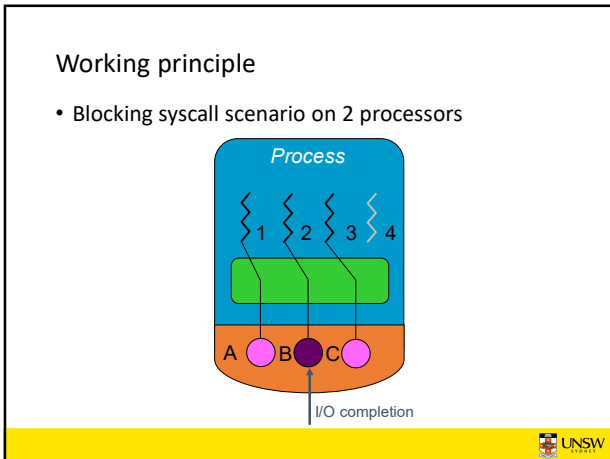 Working principle
• Blocking syscall scenario on 2 processors
Process
1 2 3 4
A B C
I/O completion
UNSW
SYDNEY